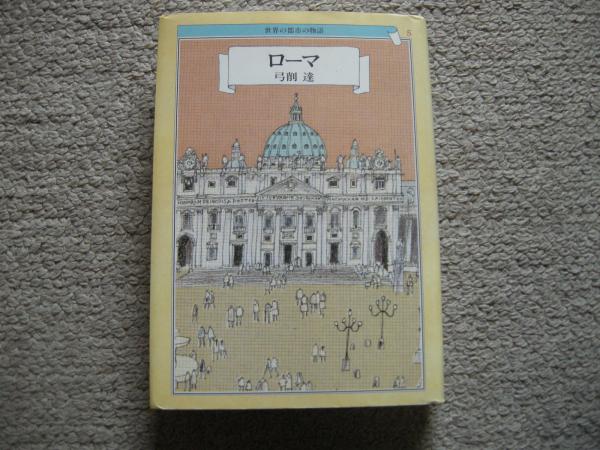 世界の都市の物語
5
ローマ
弓削 達